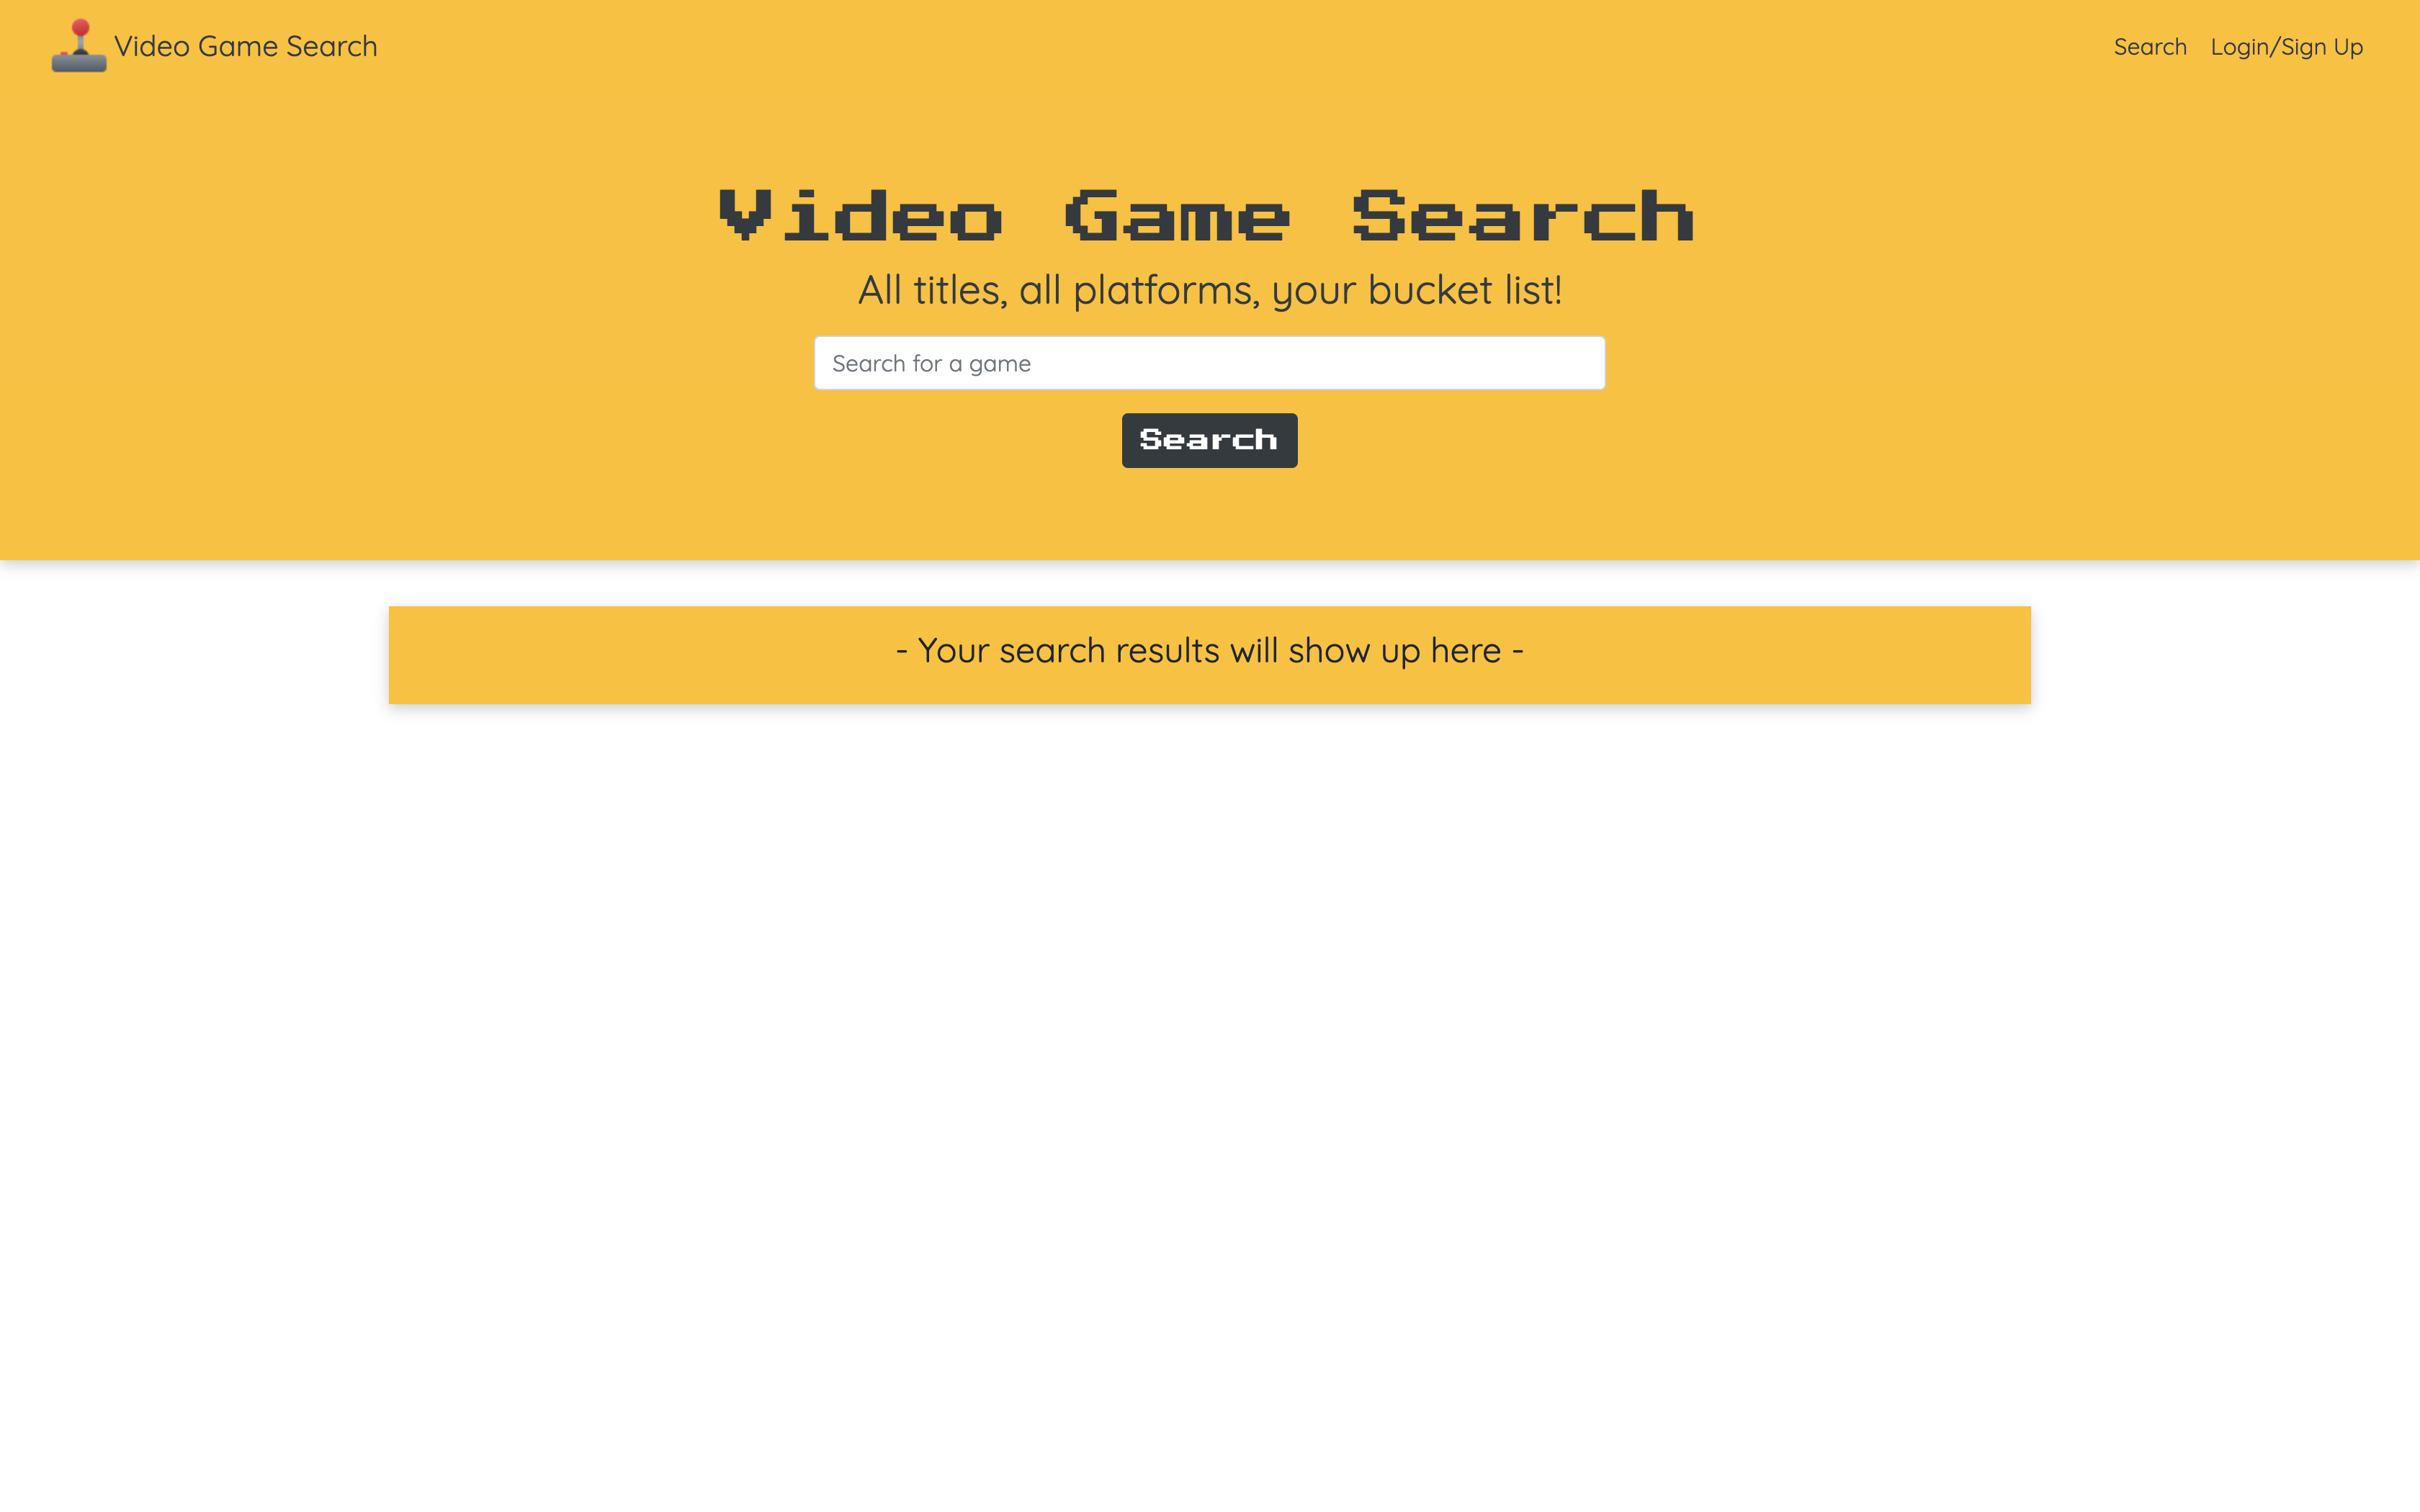 Video Game Search
Search
Login/Sign Up
Video Game Search
All titles, all platforms, your bucket list!
Search for a game
Search
- Your search results will show up here -